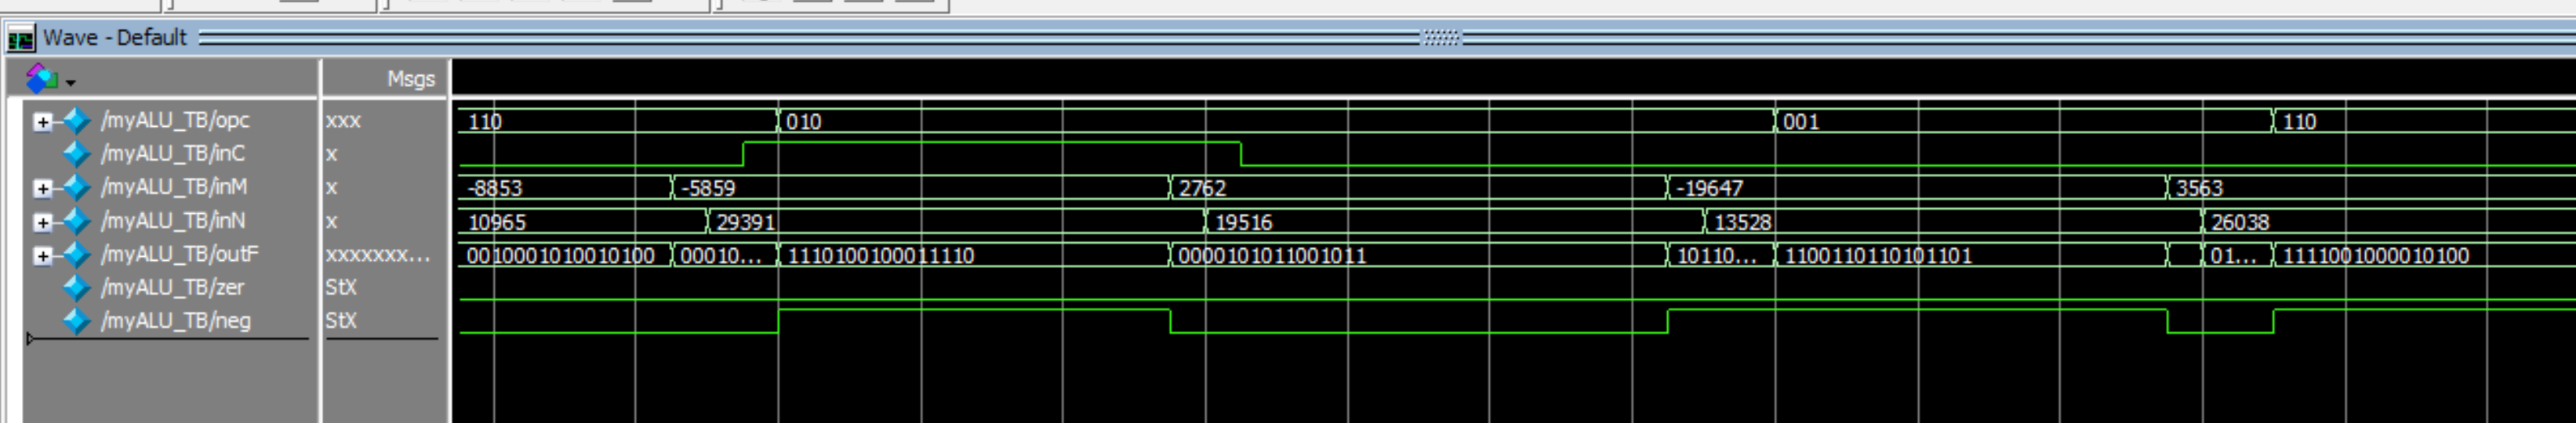 Wave - Default
Msgs
/myALU_TB/opc xxx 110 010 001 110
/myALU_TB/inC x
/myALU_TB/inM x -8853 -5859 2762 -19647 3563
/myALU_TB/inN x 10965 29391 19516 13528 26038
/myALU_TB/outF xxxxxxx... 0010001010010100 00010... 1110100100011110 0000101011001011 10110... 1100110110101101 01... 1111001000010100
/myALU_TB/zer StX
/myALU_TB/neg StX